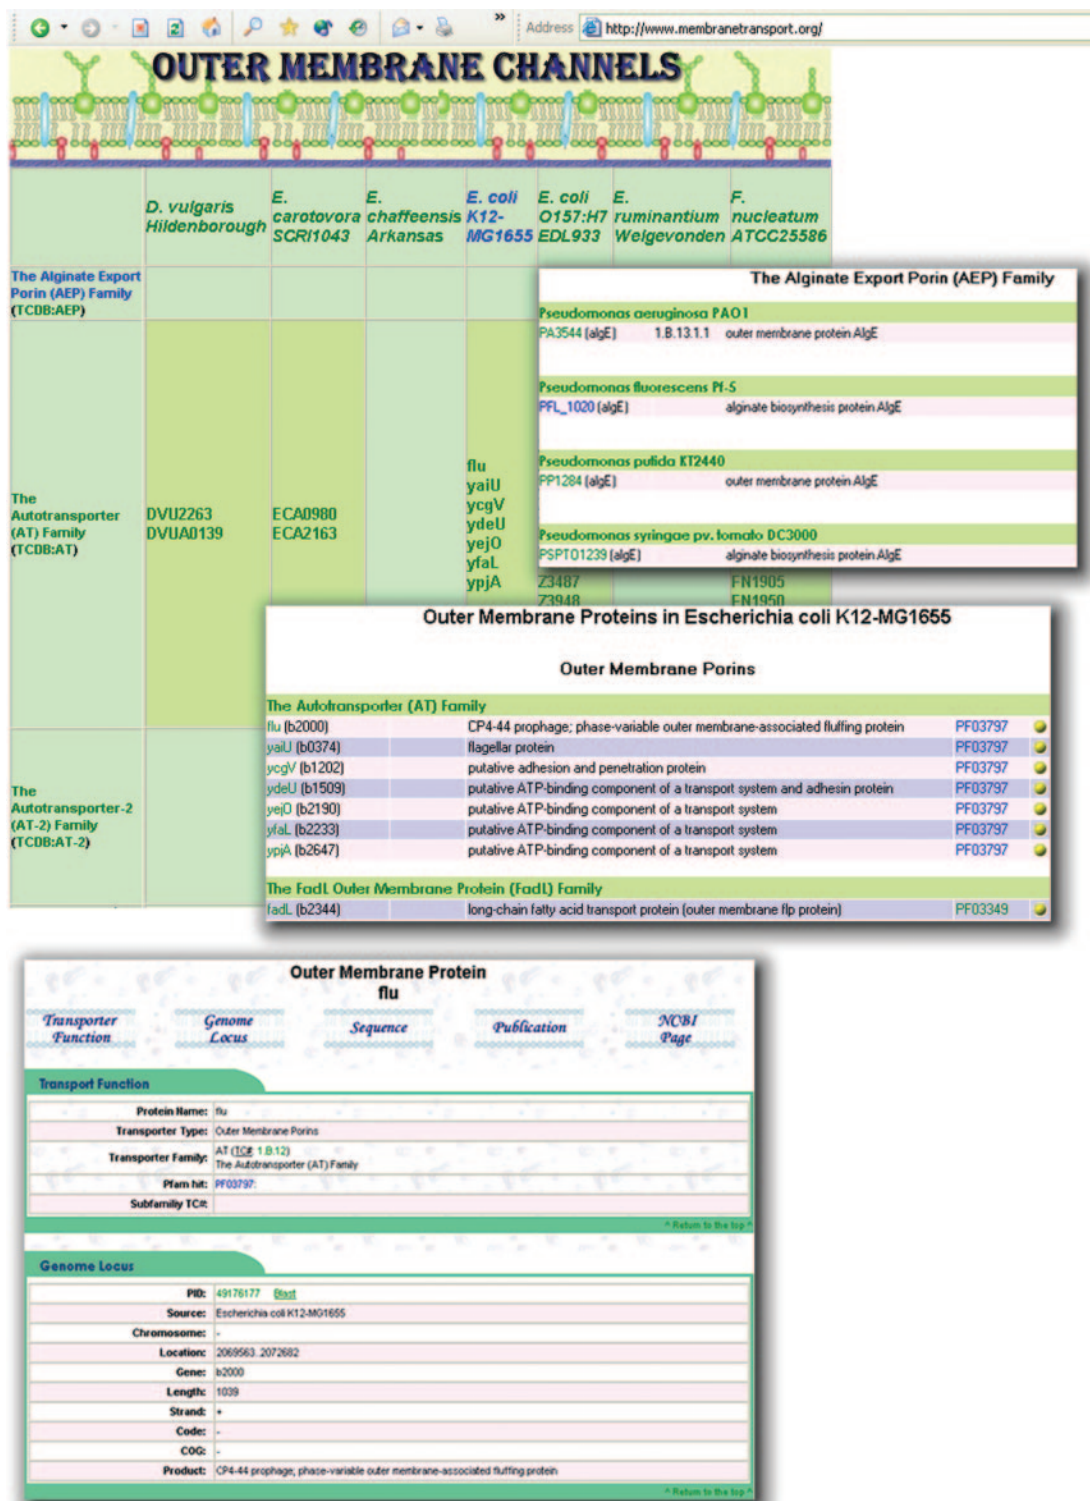 »
Address http://www.membranetransport.org/
OUTER MEMBRANE CHANNELS
D. vulgaris Hildenborough
E. carotovora SCRI1043
E. chaffeensis Arkansas
E. coli K12-MG1655
E. coli O157:H7 EDL933
E. ruminantium Welgevonden
F. nucleatum ATCC25586
The Alginate Export
Porin (AEP) Family
(TCDB:AEP)
The
Autotransporter
(AT) Family
(TCDB:AT)
DVU2263
DVUA0139
ECA0980
ECA2163
flu
yaiU
ycgV
ydeU
yejO
yfaL
ypjA
Z3487
Z3948
FN1905
FN1950
The
Autotransporter-2
(AT-2) Family
(TCDB:AT-2)
The Alginate Export Porin (AEP) Family
Pseudomonas aeruginosa PAO1
PA3544 (algE) 1.B.13.1.1 outer membrane protein AlgE
Pseudomonas fluorescens Pf-5
PFL_1020 (algE) alginate biosynthesis protein AlgE
Pseudomonas putida KT2440
PP1284 (algE) outer membrane protein AlgE
Pseudomonas syringae pv. tomato DC3000
PSPTO1239 (algE) alginate biosynthesis protein AlgE
Outer Membrane Proteins in Escherichia coli K12-MG1655
Outer Membrane Porins
The Autotransporter (AT) Family
flu (b2000) CP4-44 prophage; phase-variable outer membrane-associated fluffing protein PF03797
yaiU (b0374) flagellar protein PF03797
ycgV (b1202) putative adhesion and penetration protein PF03797
ydeU (b1509) putative ATP-binding component of a transport system and adhesin protein PF03797
yejO (b2190) putative ATP-binding component of a transport system PF03797
yfaL (b2233) putative ATP-binding component of a transport system PF03797
ypjA (b2647) putative ATP-binding component of a transport system PF03797
The FadL Outer Membrane Protein (FadL) Family
fadL (b2344) long-chain fatty acid transport protein (outer membrane flp protein) PF03349
Outer Membrane Protein
flu
Transporter Function
Genome Locus
Sequence
Publication
NCBI Page
Transport Function
Protein Name: flu
Transporter Type: Outer Membrane Porins
Transporter Family: AT (TC#: 1.B.12)
The Autotransporter (AT) Family
Pfam hit: PF03797:
Subfamiliy TC#:
^ Return to the top ^
Genome Locus
PID: 49176177 Blast
Source: Escherichia coli K12-MG1655
Chromosome: -
Location: 2069563..2072682
Gene: b2000
Length: 1039
Strand: +
Code: -
COG: -
Product: CP4-44 prophage; phase-variable outer membrane-associated fluffing protein
^ Return to the top ^